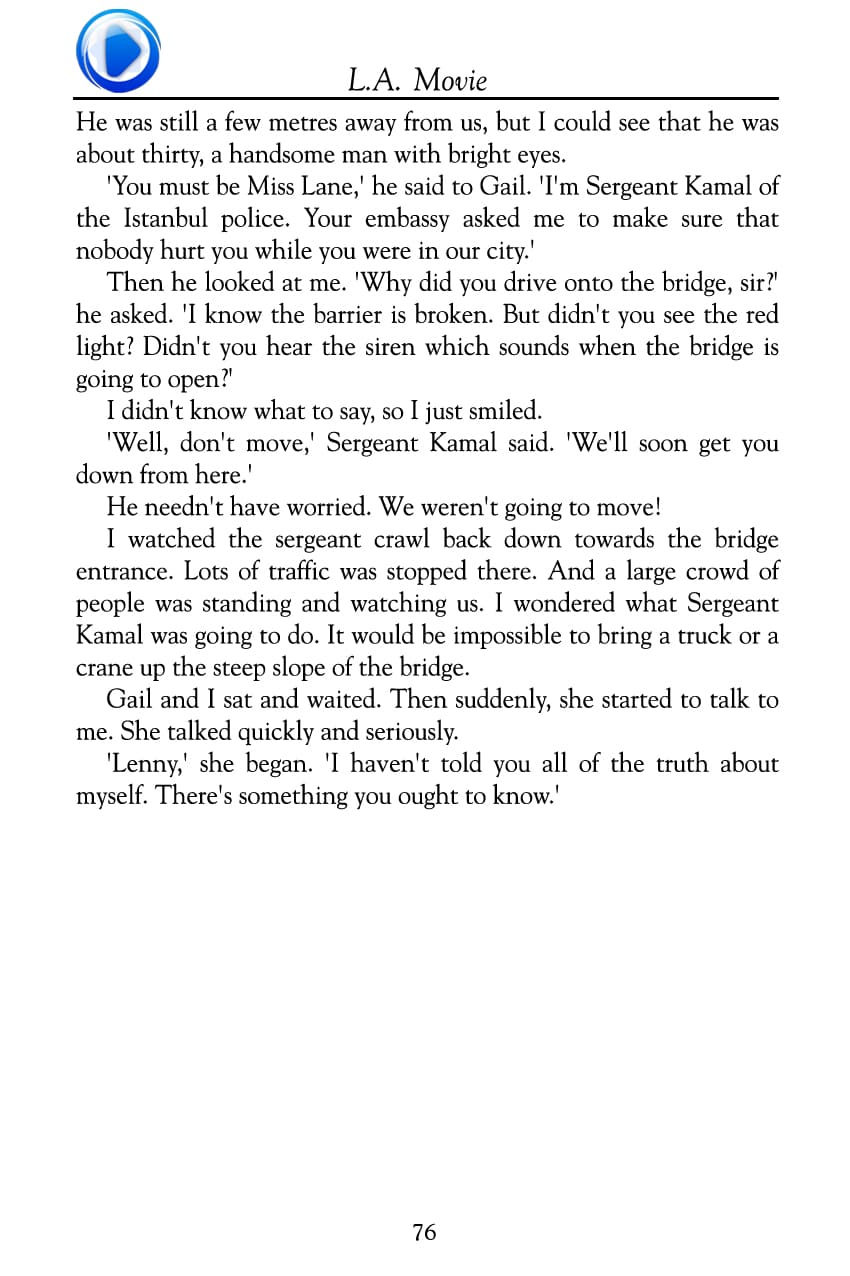 L.A. Movie
He was still a few metres away from us, but I could see that he was
about thirty, a handsome man with bright eyes.
'You must be Miss Lane,' he said to Gail. 'I'm Sergeant Kamal of
the Istanbul police. Your embassy asked me to make sure that
nobody hurt you while you were in our city.'
Then he looked at me. 'Why did you drive onto the bridge, sir?'
he asked. 'I know the barrier is broken. But didn't you see the red
light? Didn't you hear the siren which sounds when the bridge is
going to open?'
I didn't know what to say, so I just smiled.
'Well, don't move,' Sergeant Kamal said. 'We'll soon get you
down from here.'
He needn't have worried. We weren't going to move!
I watched the sergeant crawl back down towards the bridge
entrance. Lots of traffic was stopped there. And a large crowd of
people was standing and watching us. I wondered what Sergeant
Kamal was going to do. It would be impossible to bring a truck or a
crane up the steep slope of the bridge.
Gail and I sat and waited. Then suddenly, she started to talk to
me. She talked quickly and seriously.
'Lenny,' she began. 'I haven't told you all of the truth about
myself. There's something you ought to know.'
76